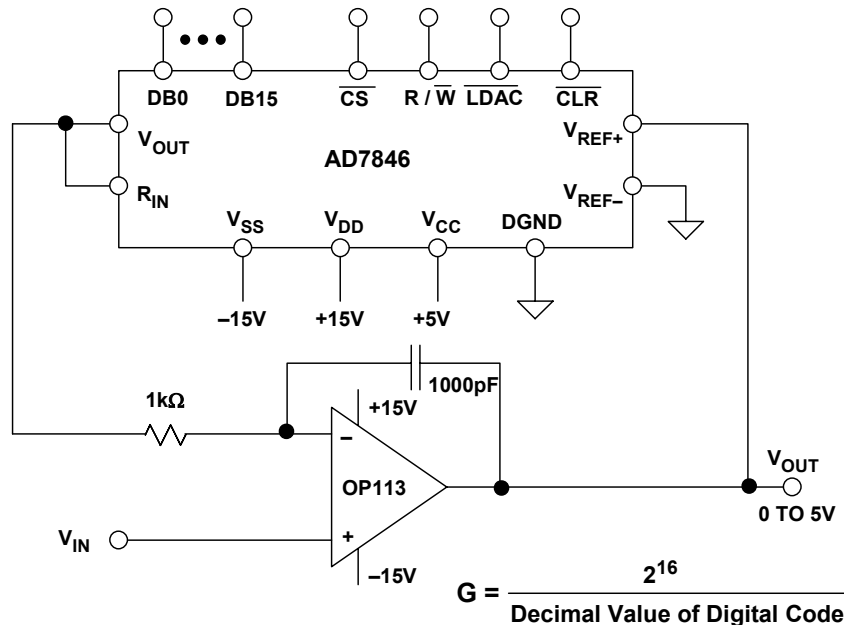 DB0 DB15 CS R / W LDAC CLR
VOUT
VREF+
AD7846
RIN
VREF–
VSS VDD VCC DGND
–15V +15V +5V
1000pF
1kΩ
+15V
–
OP113
VOUT
0 TO 5V
VIN
+
–15V
G = 2^16
Decimal Value of Digital Code